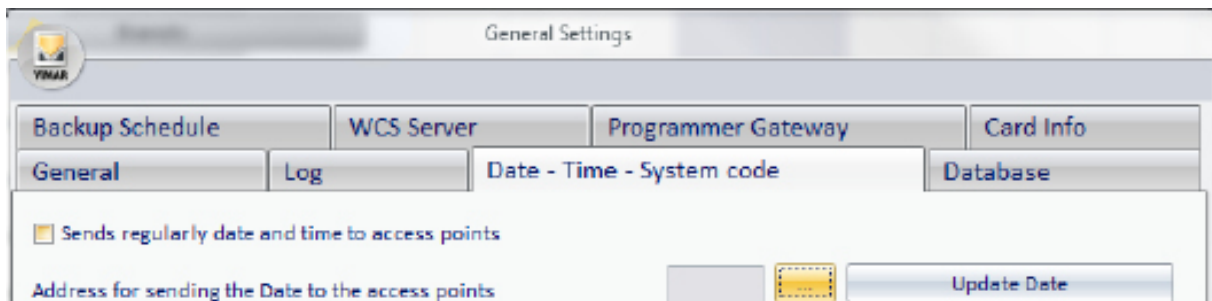 General Settings
VIMAR
Backup Schedule WCS Server Programmer Gateway Card Info
General Log Date - Time - System code Database
Sends regularly date and time to access points
Address for sending the Date to the access points ... Update Date